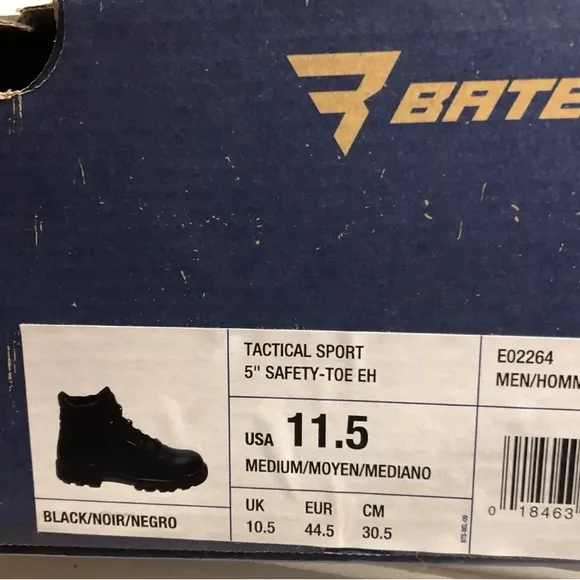 BATE
TACTICAL SPORT
5" SAFETY-TOE EH
E02264
MEN/HOMM
USA 11.5
MEDIUM/MOYEN/MEDIANO
UK EUR CM
10.5 44.5 30.5
BLACK/NOIR/NEGRO
0 18463